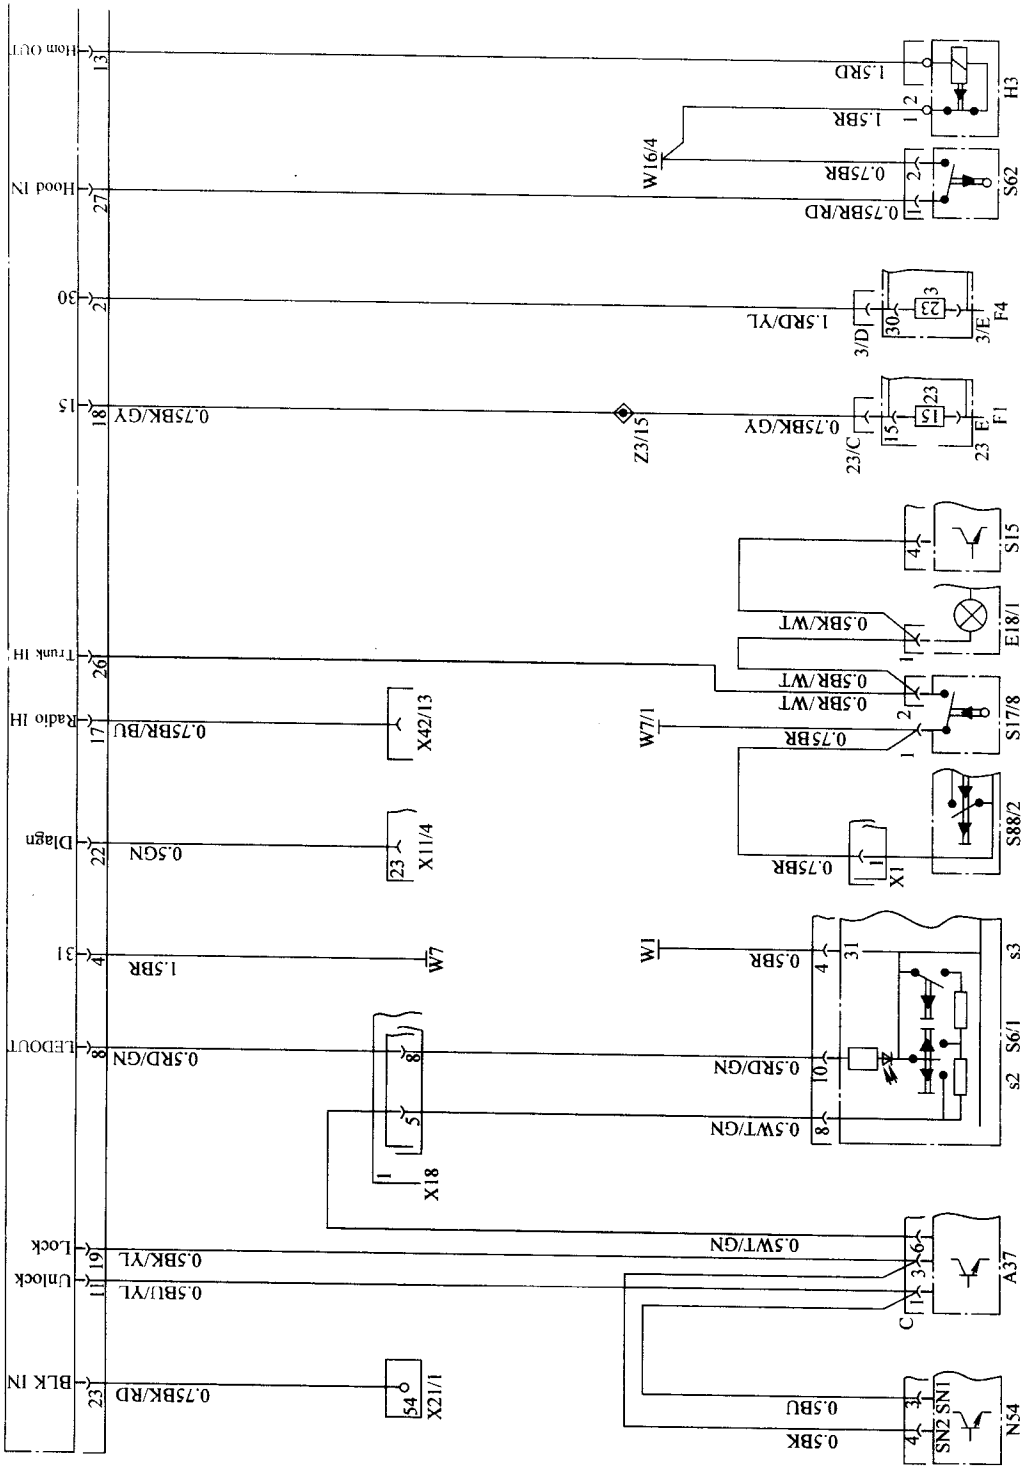 Horn OUT
13
1.5RD
1.5BR
1 2
H3
W16/4
0.75BR
2
Hood IN
27
0.75BR/RD
1
S62
30
2
1.5RD/YL
3/D
30
23
3
3/E
F4
15
18
0.75BK/GY
Z3/15
0.75BK/GY
23/C
15
15
23
23 E
F1
4
S15
0.5BK/WT
1
E18/1
Trunk IH
26
0.5BR/WT
0.5BR/WT
2
Radio IH
17
0.75BR/BU
X42/13
W7/1
0.75BR
1
S17/8
Dlagn
22
0.5GN
23
X11/4
0.75BR
1
X1
S88/2
31
4
1.5BR
W7
W1
0.5BR
4
31
s3
LEDOUT
8
0.5RD/GN
8
0.5RD/GN
10
S6/1
s2
5
0.5WT/GN
8
1
X18
0.5WT/GN
6
Lock
19
0.5BK/YL
3
A37
Unlock
11
0.5BU/YL
1
C
BLK IN
23
0.75BK/RD
54
X21/1
0.5BU
3
SN1
0.5BK
4
SN2
N54